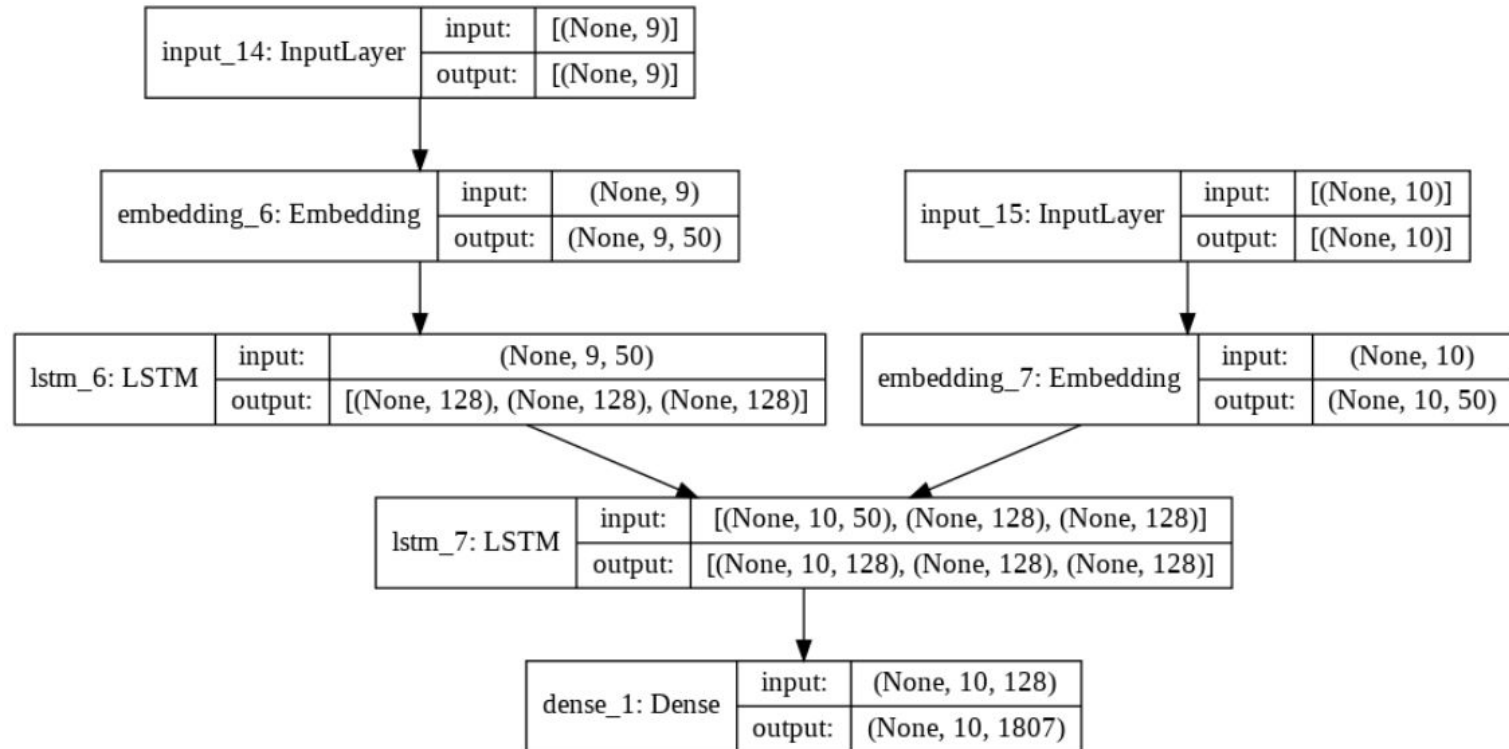 input_14: InputLayer
input: [(None, 9)]
output: [(None, 9)]
embedding_6: Embedding
input: (None, 9)
output: (None, 9, 50)
input_15: InputLayer
input: [(None, 10)]
output: [(None, 10)]
lstm_6: LSTM
input: (None, 9, 50)
output: [(None, 128), (None, 128), (None, 128)]
embedding_7: Embedding
input: (None, 10)
output: (None, 10, 50)
lstm_7: LSTM
input: [(None, 10, 50), (None, 128), (None, 128)]
output: [(None, 10, 128), (None, 128), (None, 128)]
dense_1: Dense
input: (None, 10, 128)
output: (None, 10, 1807)